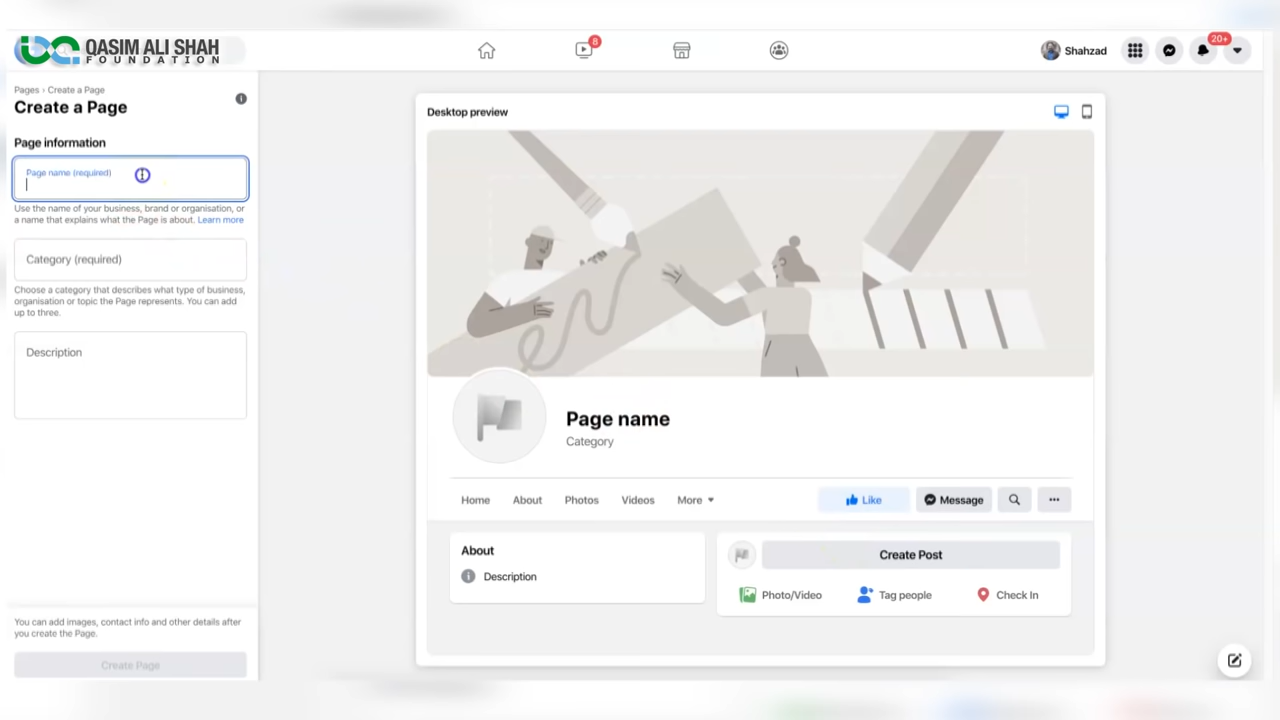 QASIM ALI SHAH
FOUNDATION
8
Shahzad
20+
Pages › Create a Page
Create a Page
Page information
Page name (required)
Use the name of your business, brand or organisation, or
a name that explains what the Page is about. Learn more
Category (required)
Choose a category that describes what type of business,
organisation or topic the Page represents. You can add
up to three.
Description
You can add images, contact info and other details after
you create the Page.
Create Page
Desktop preview
Page name
Category
Home
About
Photos
Videos
More
Like
Message
About
Description
Create Post
Photo/Video
Tag people
Check In